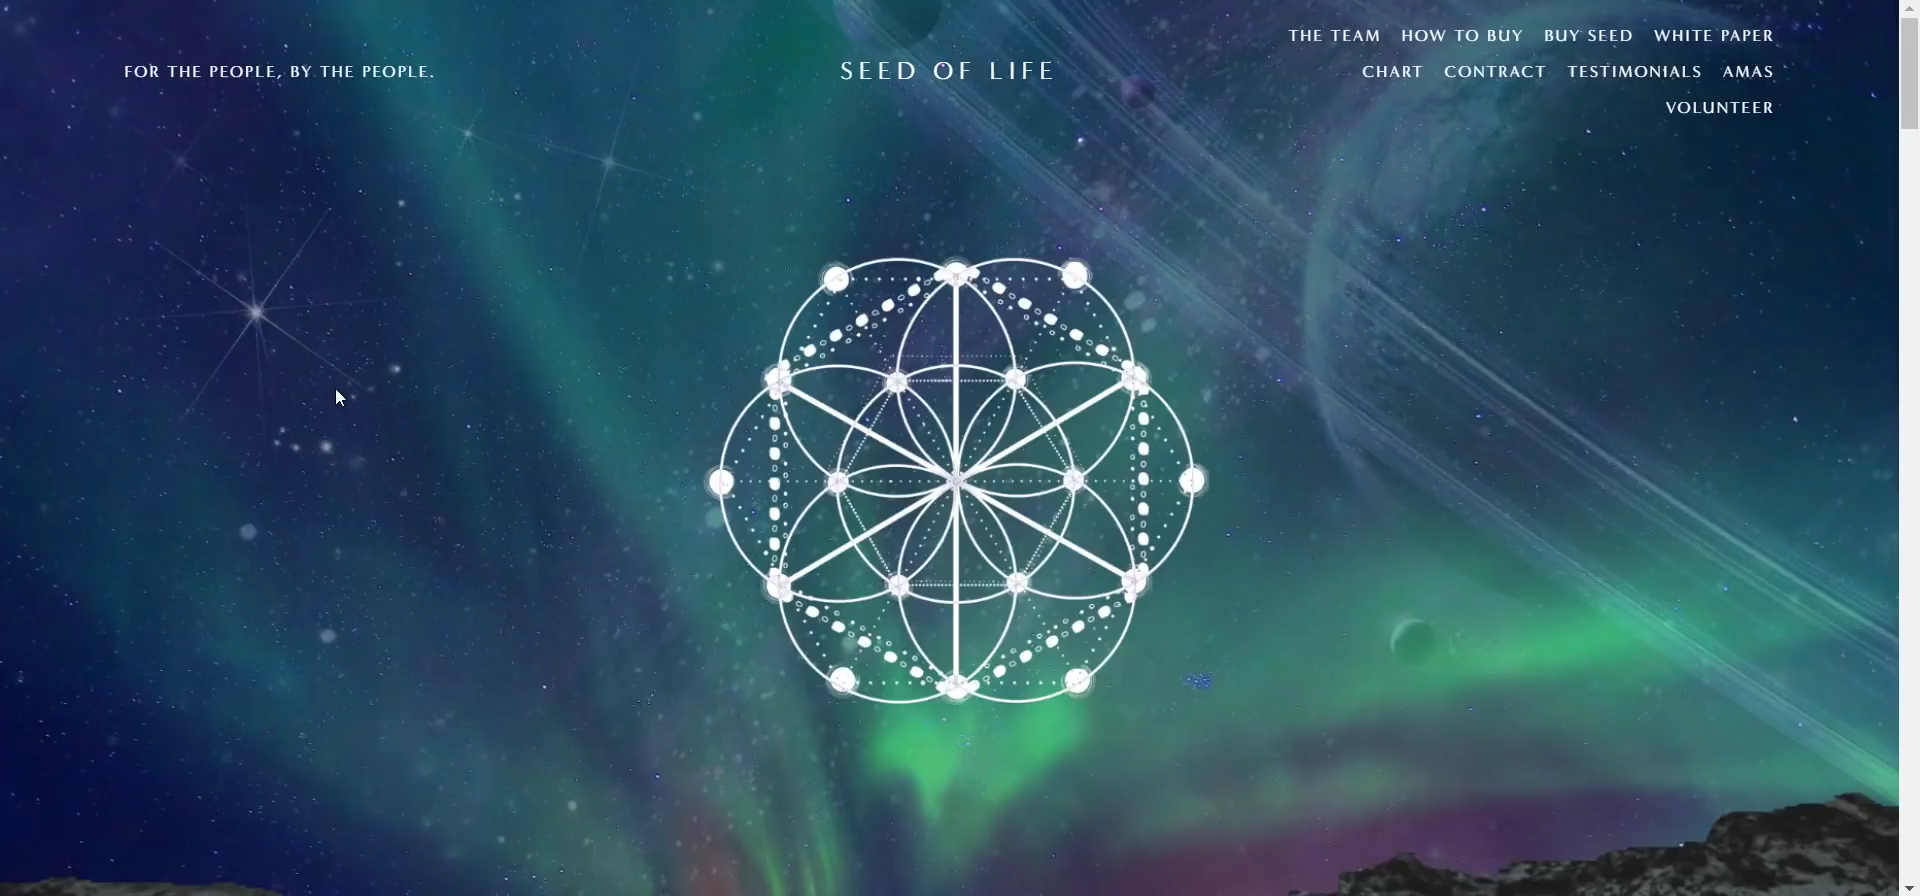 FOR THE PEOPLE, BY THE PEOPLE.
SEED OF LIFE
THE TEAM HOW TO BUY BUY SEED WHITE PAPER
CHART CONTRACT TESTIMONIALS AMAS
VOLUNTEER